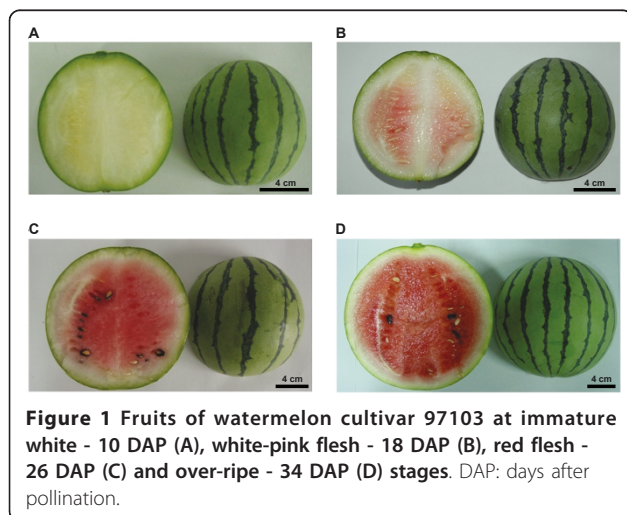 A
B
4 cm
4 cm
C
D
4 cm
4 cm
Figure 1 Fruits of watermelon cultivar 97103 at immature
white - 10 DAP (A), white-pink flesh - 18 DAP (B), red flesh -
26 DAP (C) and over-ripe - 34 DAP (D) stages. DAP: days after
pollination.